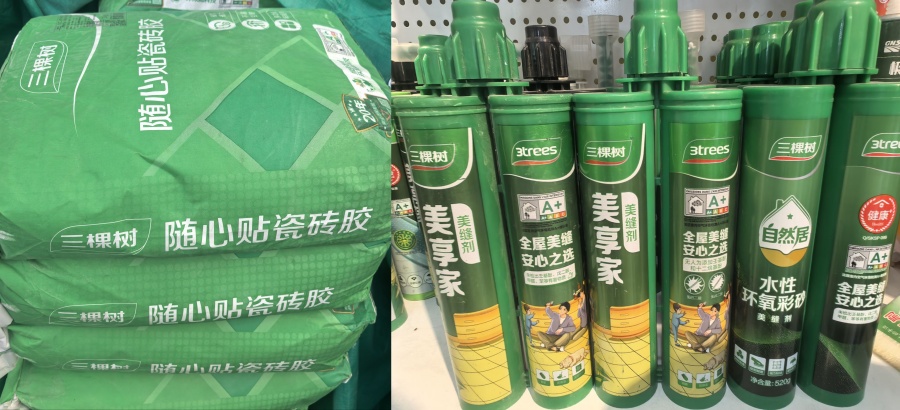 三棵树
随心贴瓷砖胶
20年
三棵树
随心贴瓷砖胶
三棵树
随心贴瓷砖胶
三棵树
随心贴瓷砖胶
三棵树
美缝剂
美享家
3trees
A+
全屋美缝
安心之选
三棵树
美缝剂
美享家
3trees
A+
全屋美缝
安心之选
三棵树
自然居
水性
环氧彩砂
美缝剂
净含量:520g
3tree
健康
A+
全屋美缝
安心之选